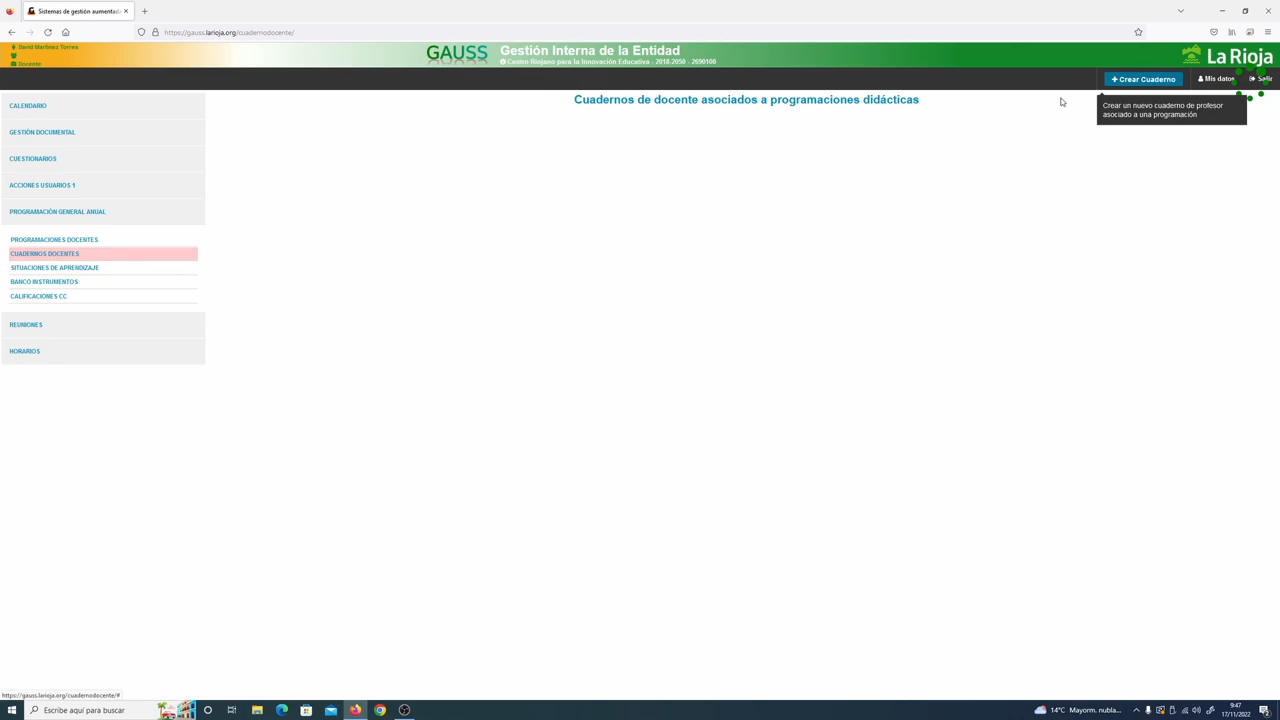 Sistemas de gestión aumentada
https://gauss.larioja.org/cuadernodocente/
David Martínez Torres
Docente
GAUSS
Gestión Interna de la Entidad
Centro Riojano para la Innovación Educativa - 2018-2050 - 2690100
La Rioja
Crear Cuaderno
Mis datos
Salir
CALENDARIO
Cuadernos de docente asociados a programaciones didácticas
Crear un nuevo cuaderno de profesor
asociado a una programación
GESTIÓN DOCUMENTAL
CUESTIONARIOS
ACCIONES USUARIOS 1
PROGRAMACIÓN GENERAL ANUAL
PROGRAMACIONES DOCENTES
CUADERNOS DOCENTES
SITUACIONES DE APRENDIZAJE
BANCO INSTRUMENTOS
CALIFICACIONES CC
REUNIONES
HORARIOS
https://gauss.larioja.org/cuadernodocente/#
Escribe aquí para buscar
14°C Mayorm. nubla...
9:47
17/11/2022
2